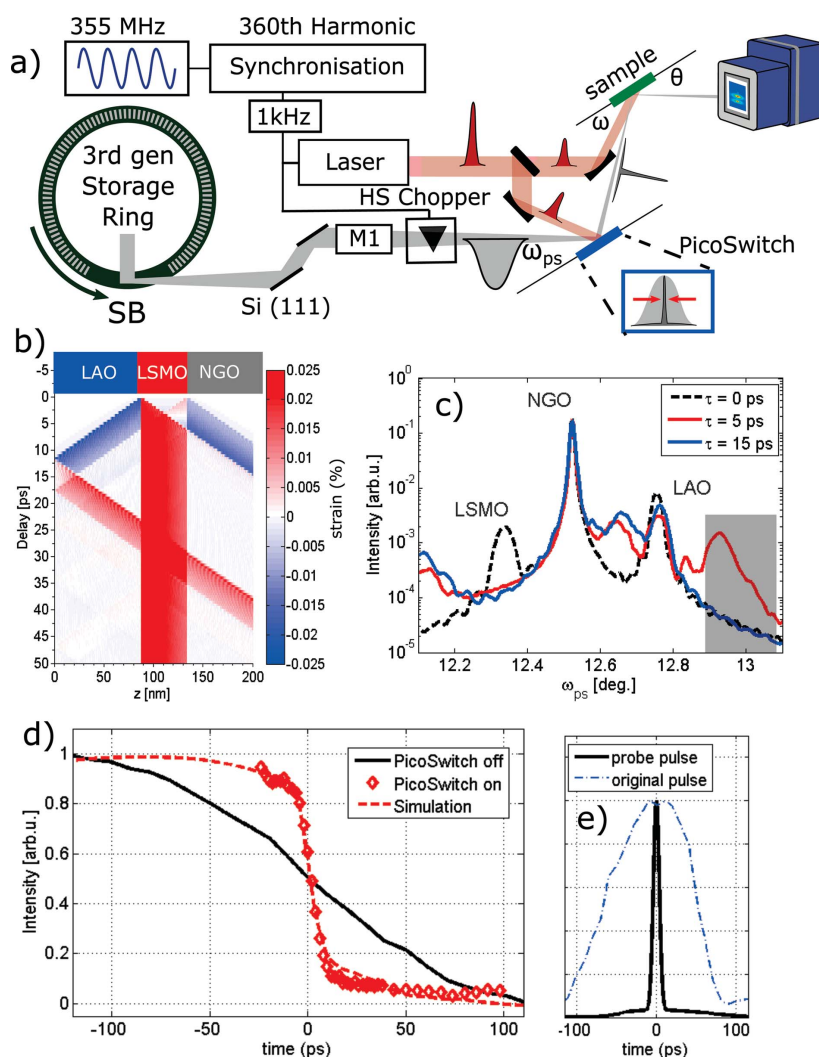 a)
355 MHz
360th Harmonic
Synchronisation
1kHz
3rd gen
Storage
Ring
SB
Laser
HS Chopper
M1
Si (111)
sample
θ
ω
ωps
PicoSwitch
b)
LAO LSMO NGO
Delay [ps]
-5
0
5
10
15
20
25
30
35
40
45
50
0 50 100 150 200
z [nm]
0.025
0.020
0.015
0.010
0.005
0
-0.005
-0.010
-0.015
-0.020
-0.025
strain (%)
c)
NGO
LSMO
LAO
τ = 0 ps
τ = 5 ps
τ = 15 ps
Intensity [arb.u.]
10^0
10^-1
10^-2
10^-3
10^-4
10^-5
12.2 12.4 12.6 12.8 13
ωps [deg.]
d)
PicoSwitch off
PicoSwitch on
Simulation
Intensity [arb.u.]
1
0.8
0.6
0.4
0.2
0
-100 -50 0 50 100
time (ps)
e)
probe pulse
original pulse
-100 0 100
time (ps)